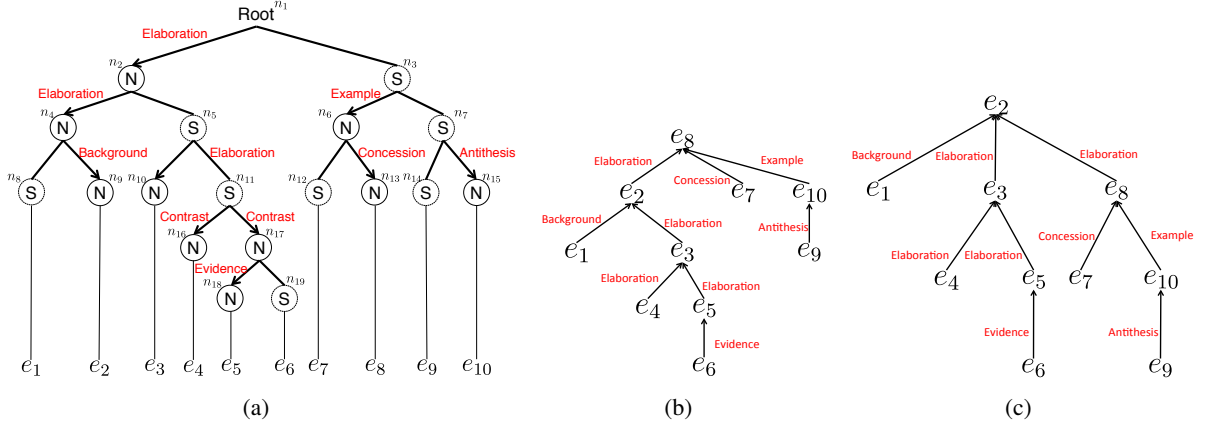 Root n1
Elaboration
n2 N
n3 S
Elaboration
Example
n4 N
n5 S
n6 N
n7 S
Background
Elaboration
Concession
Antithesis
n8 S
n9 N
n10 N
n11 S
n12 S
n13 N
n14 S
n15 N
Contrast
Contrast
n16 N
n17 N
Evidence
n18 N
n19 S
e1 e2 e3 e4 e5 e6 e7 e8 e9 e10
(a)
e8
Elaboration
Concession
Example
e2 e7 e10
Background
Elaboration
Antithesis
e1 e3 e9
Elaboration
Elaboration
e4 e5
Evidence
e6
(b)
e2
Background
Elaboration
Elaboration
e1 e3 e8
Elaboration
Elaboration
Concession
Example
e4 e5 e7 e10
Evidence
Antithesis
e6 e9
(c)